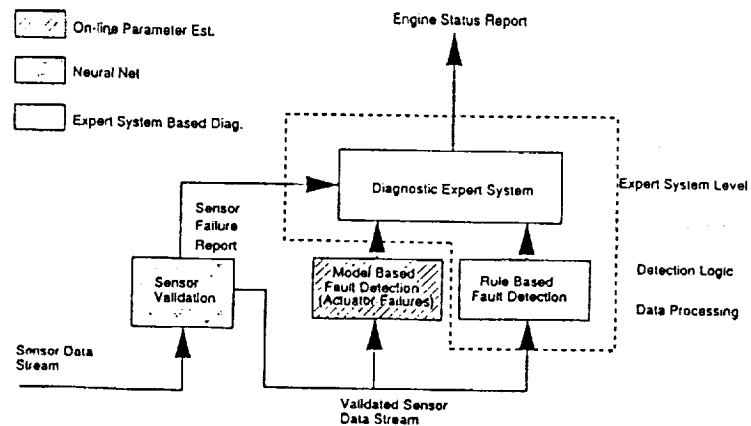 On-line Parameter Est.
Neural Net
Expert System Based Diag.
Engine Status Report
Diagnostic Expert System
Expert System Level
Sensor
Failure
Report
Sensor
Validation
Model Based
Fault Detection
(Actuator Failures)
Rule Based
Fault Detection
Detection Logic
Data Processing
Sensor Data
Stream
Validated Sensor
Data Stream